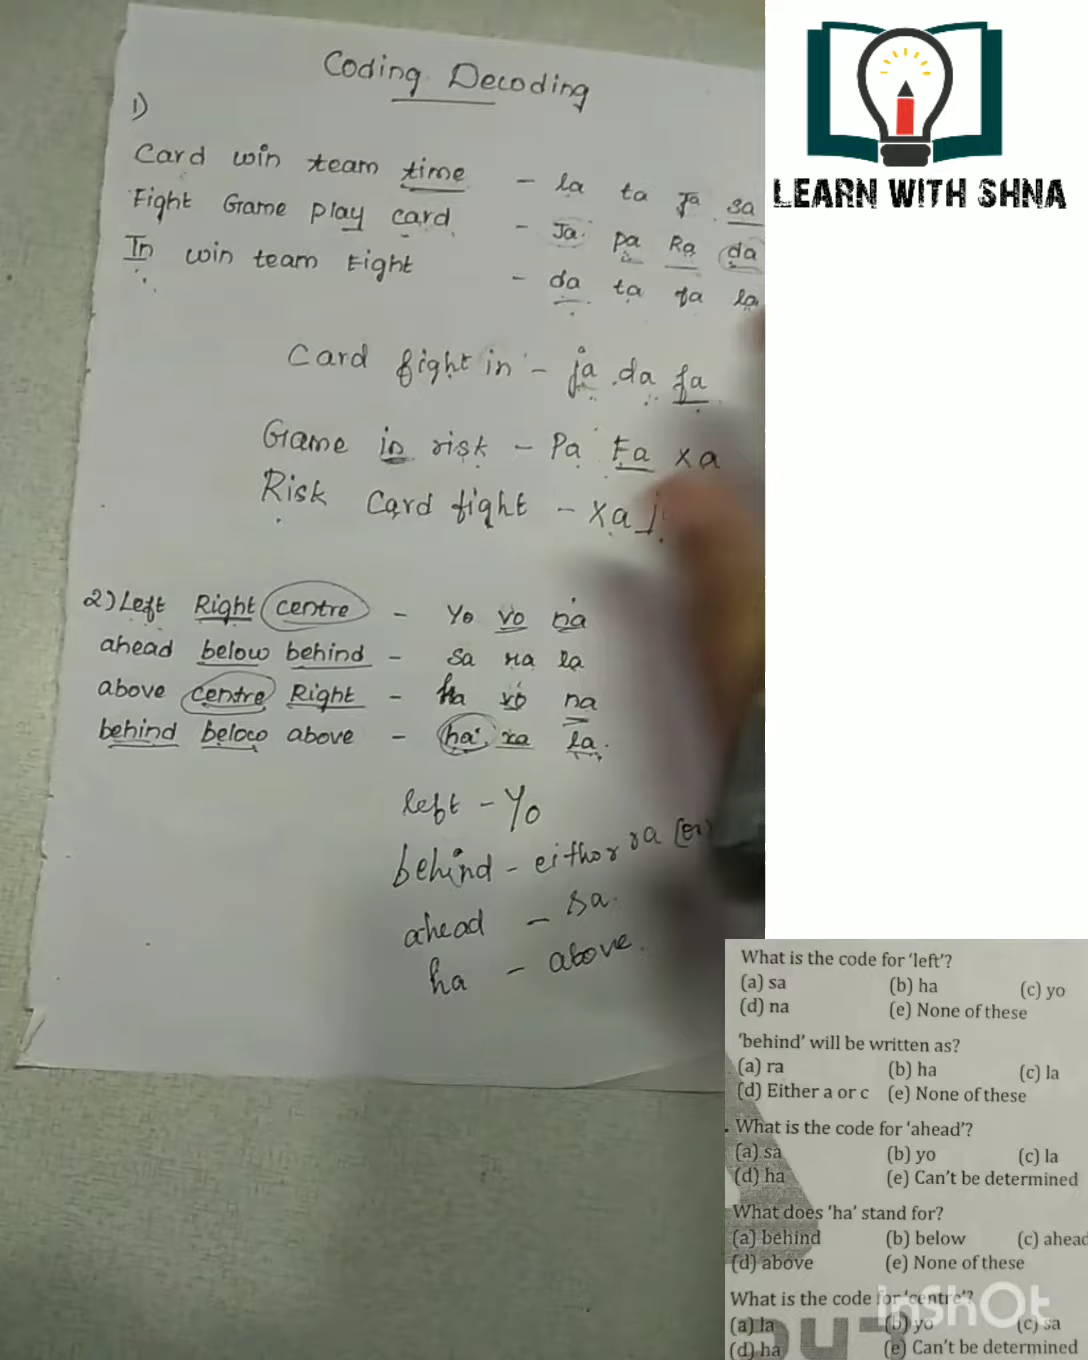 Coding Decoding
1)
Card win team time - la ta Ja sa
Fight Game play card - Ja pa Ra da
In win team Fight - da ta fa la
Card fight in - ja da fa
Game in risk - Pa Fa xa
Risk Card fight - xa
2) Left Right centre - Yo vo na
ahead below behind - sa ra la
above centre Right - ha vo na
behind below above - ha ra la.
left - Yo
behind - either ra (or)
ahead - sa.
ha - above.
LEARN WITH SHNA
What is the code for 'left'?
(a) sa (b) ha (c) yo
(d) na (e) None of these
'behind' will be written as?
(a) ra (b) ha (c) la
(d) Either a or c (e) None of these
What is the code for 'ahead'?
(a) sa (b) yo (c) la
(d) ha (e) Can't be determined
What does 'ha' stand for?
(a) behind (b) below (c) ahead
(d) above (e) None of these
What is the code for 'centre'?
(a) la (b) yo (c) sa
(d) ha (e) Can't be determined
InShOt